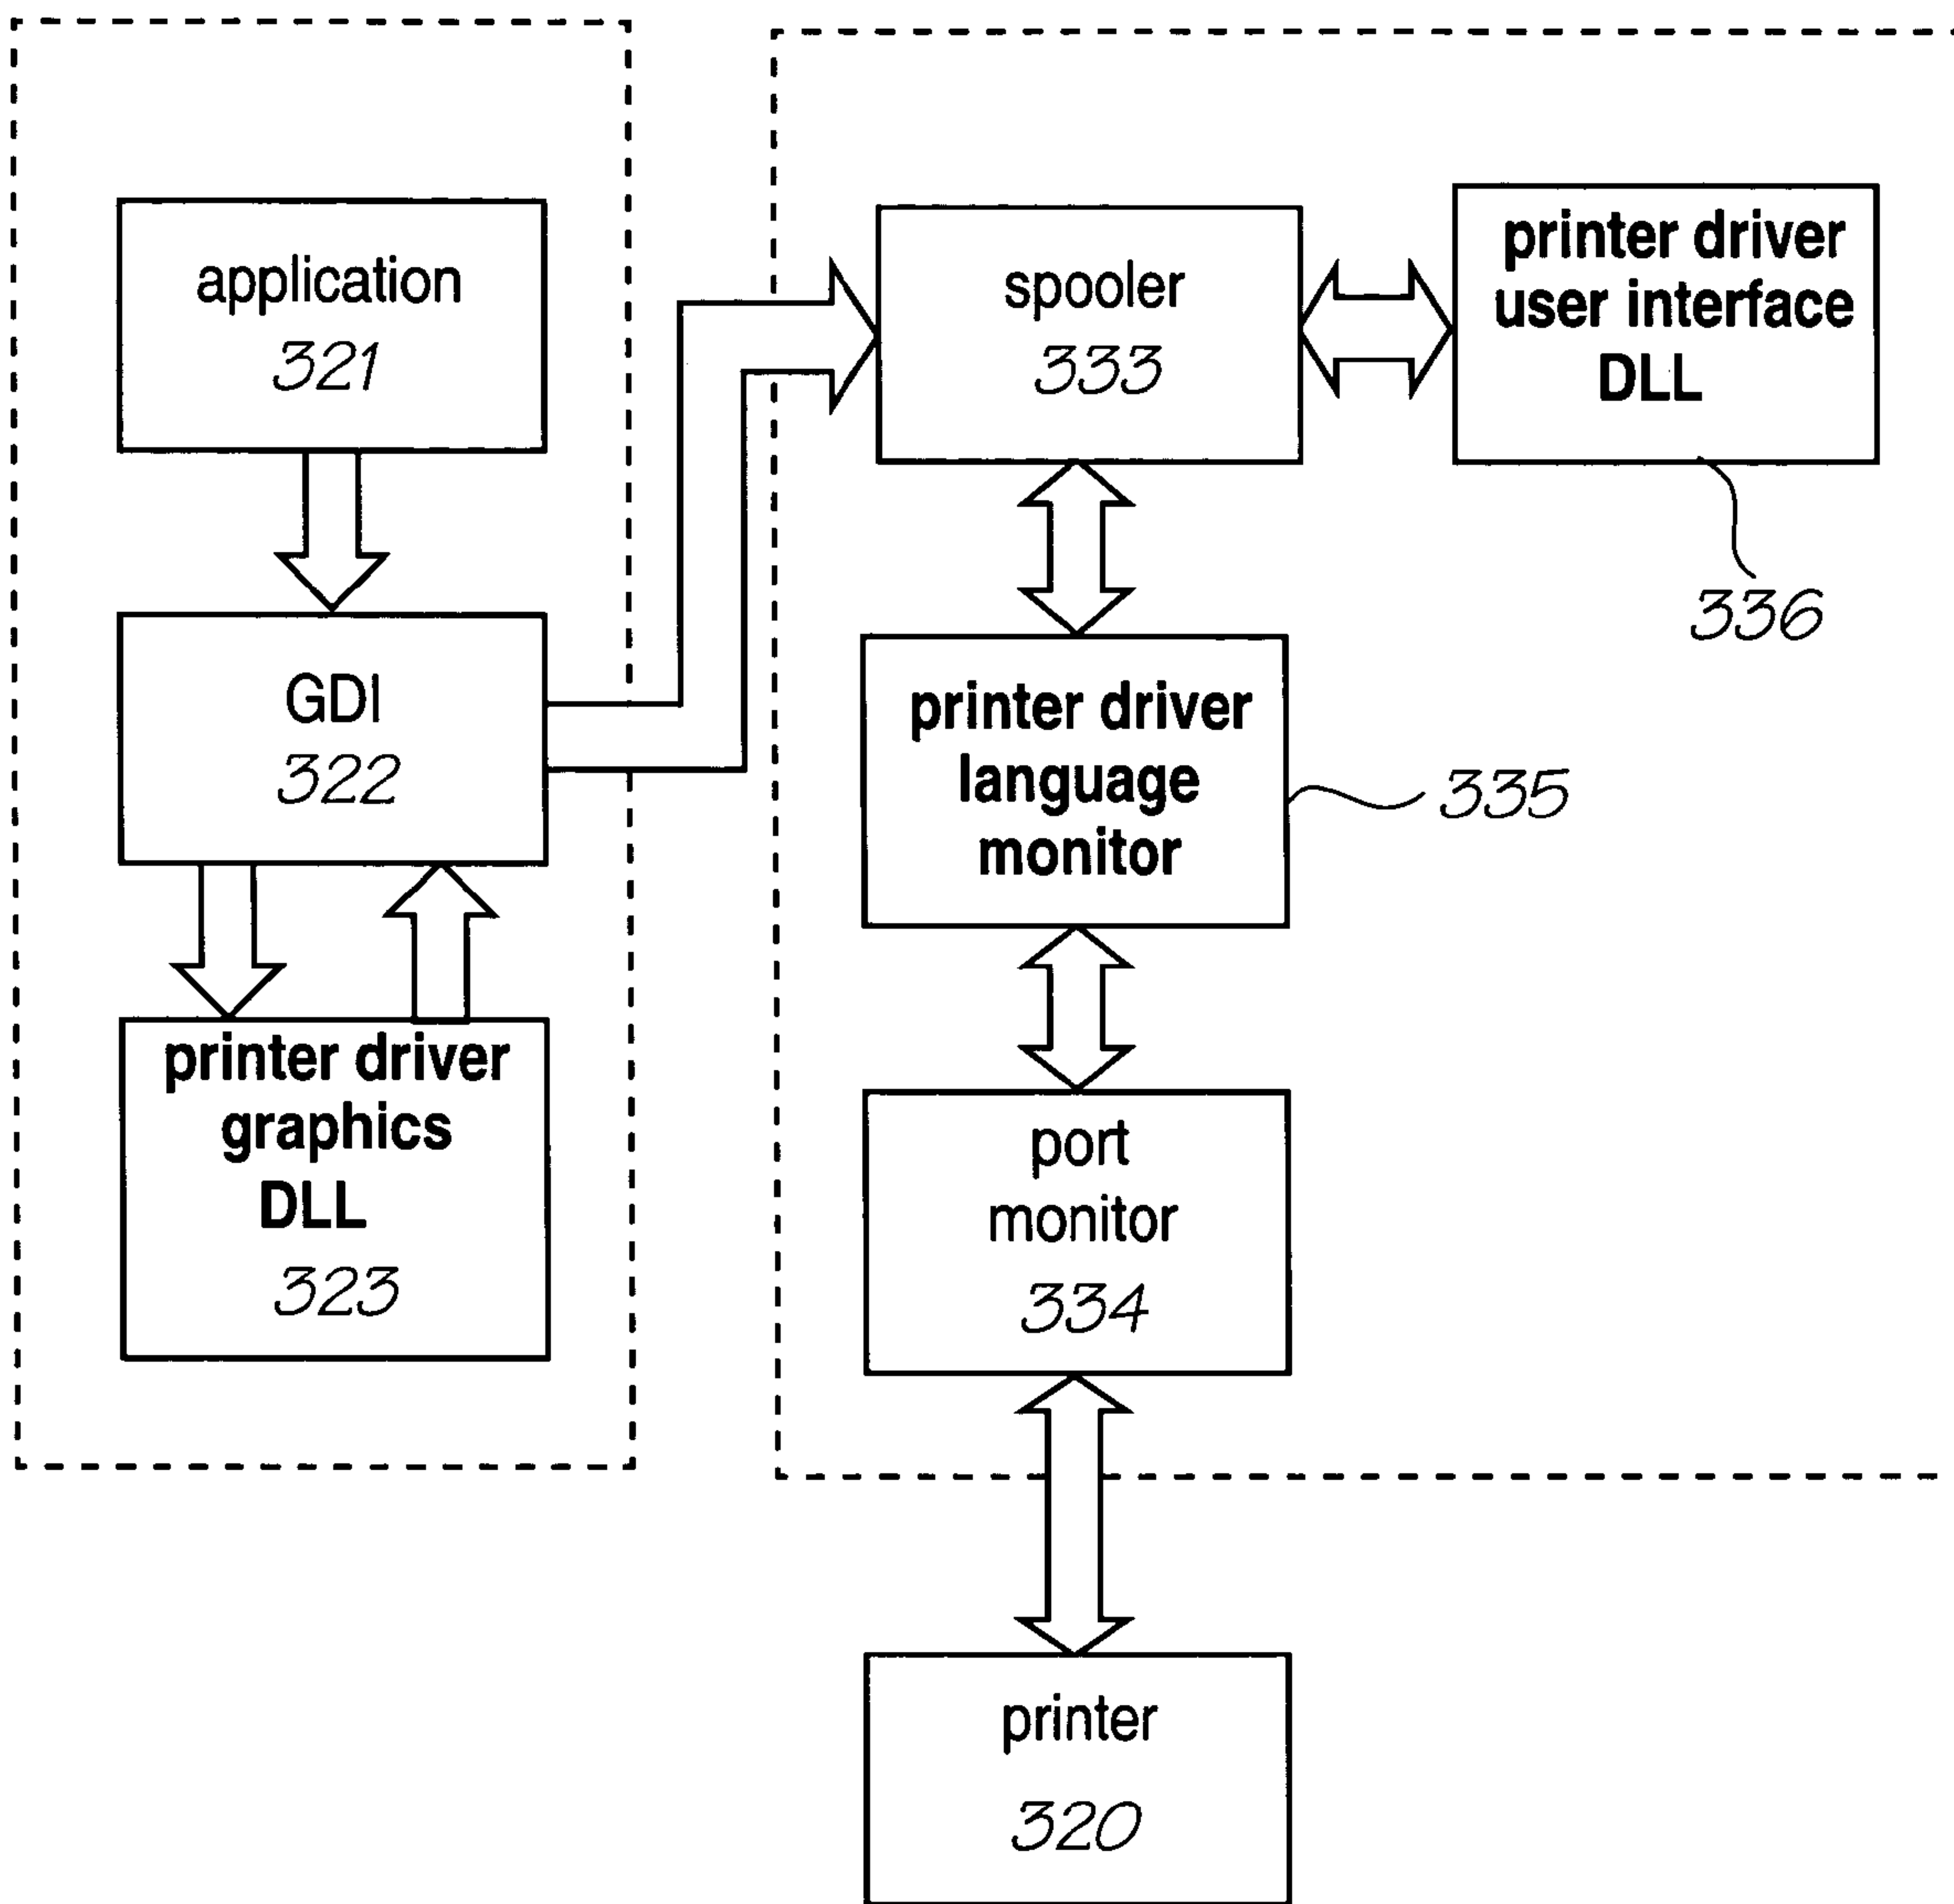 application
321
GDI
322
printer driver
graphics
DLL
323
spooler
333
printer driver
user interface
DLL
336
printer driver
language
monitor
335
port
monitor
334
printer
320